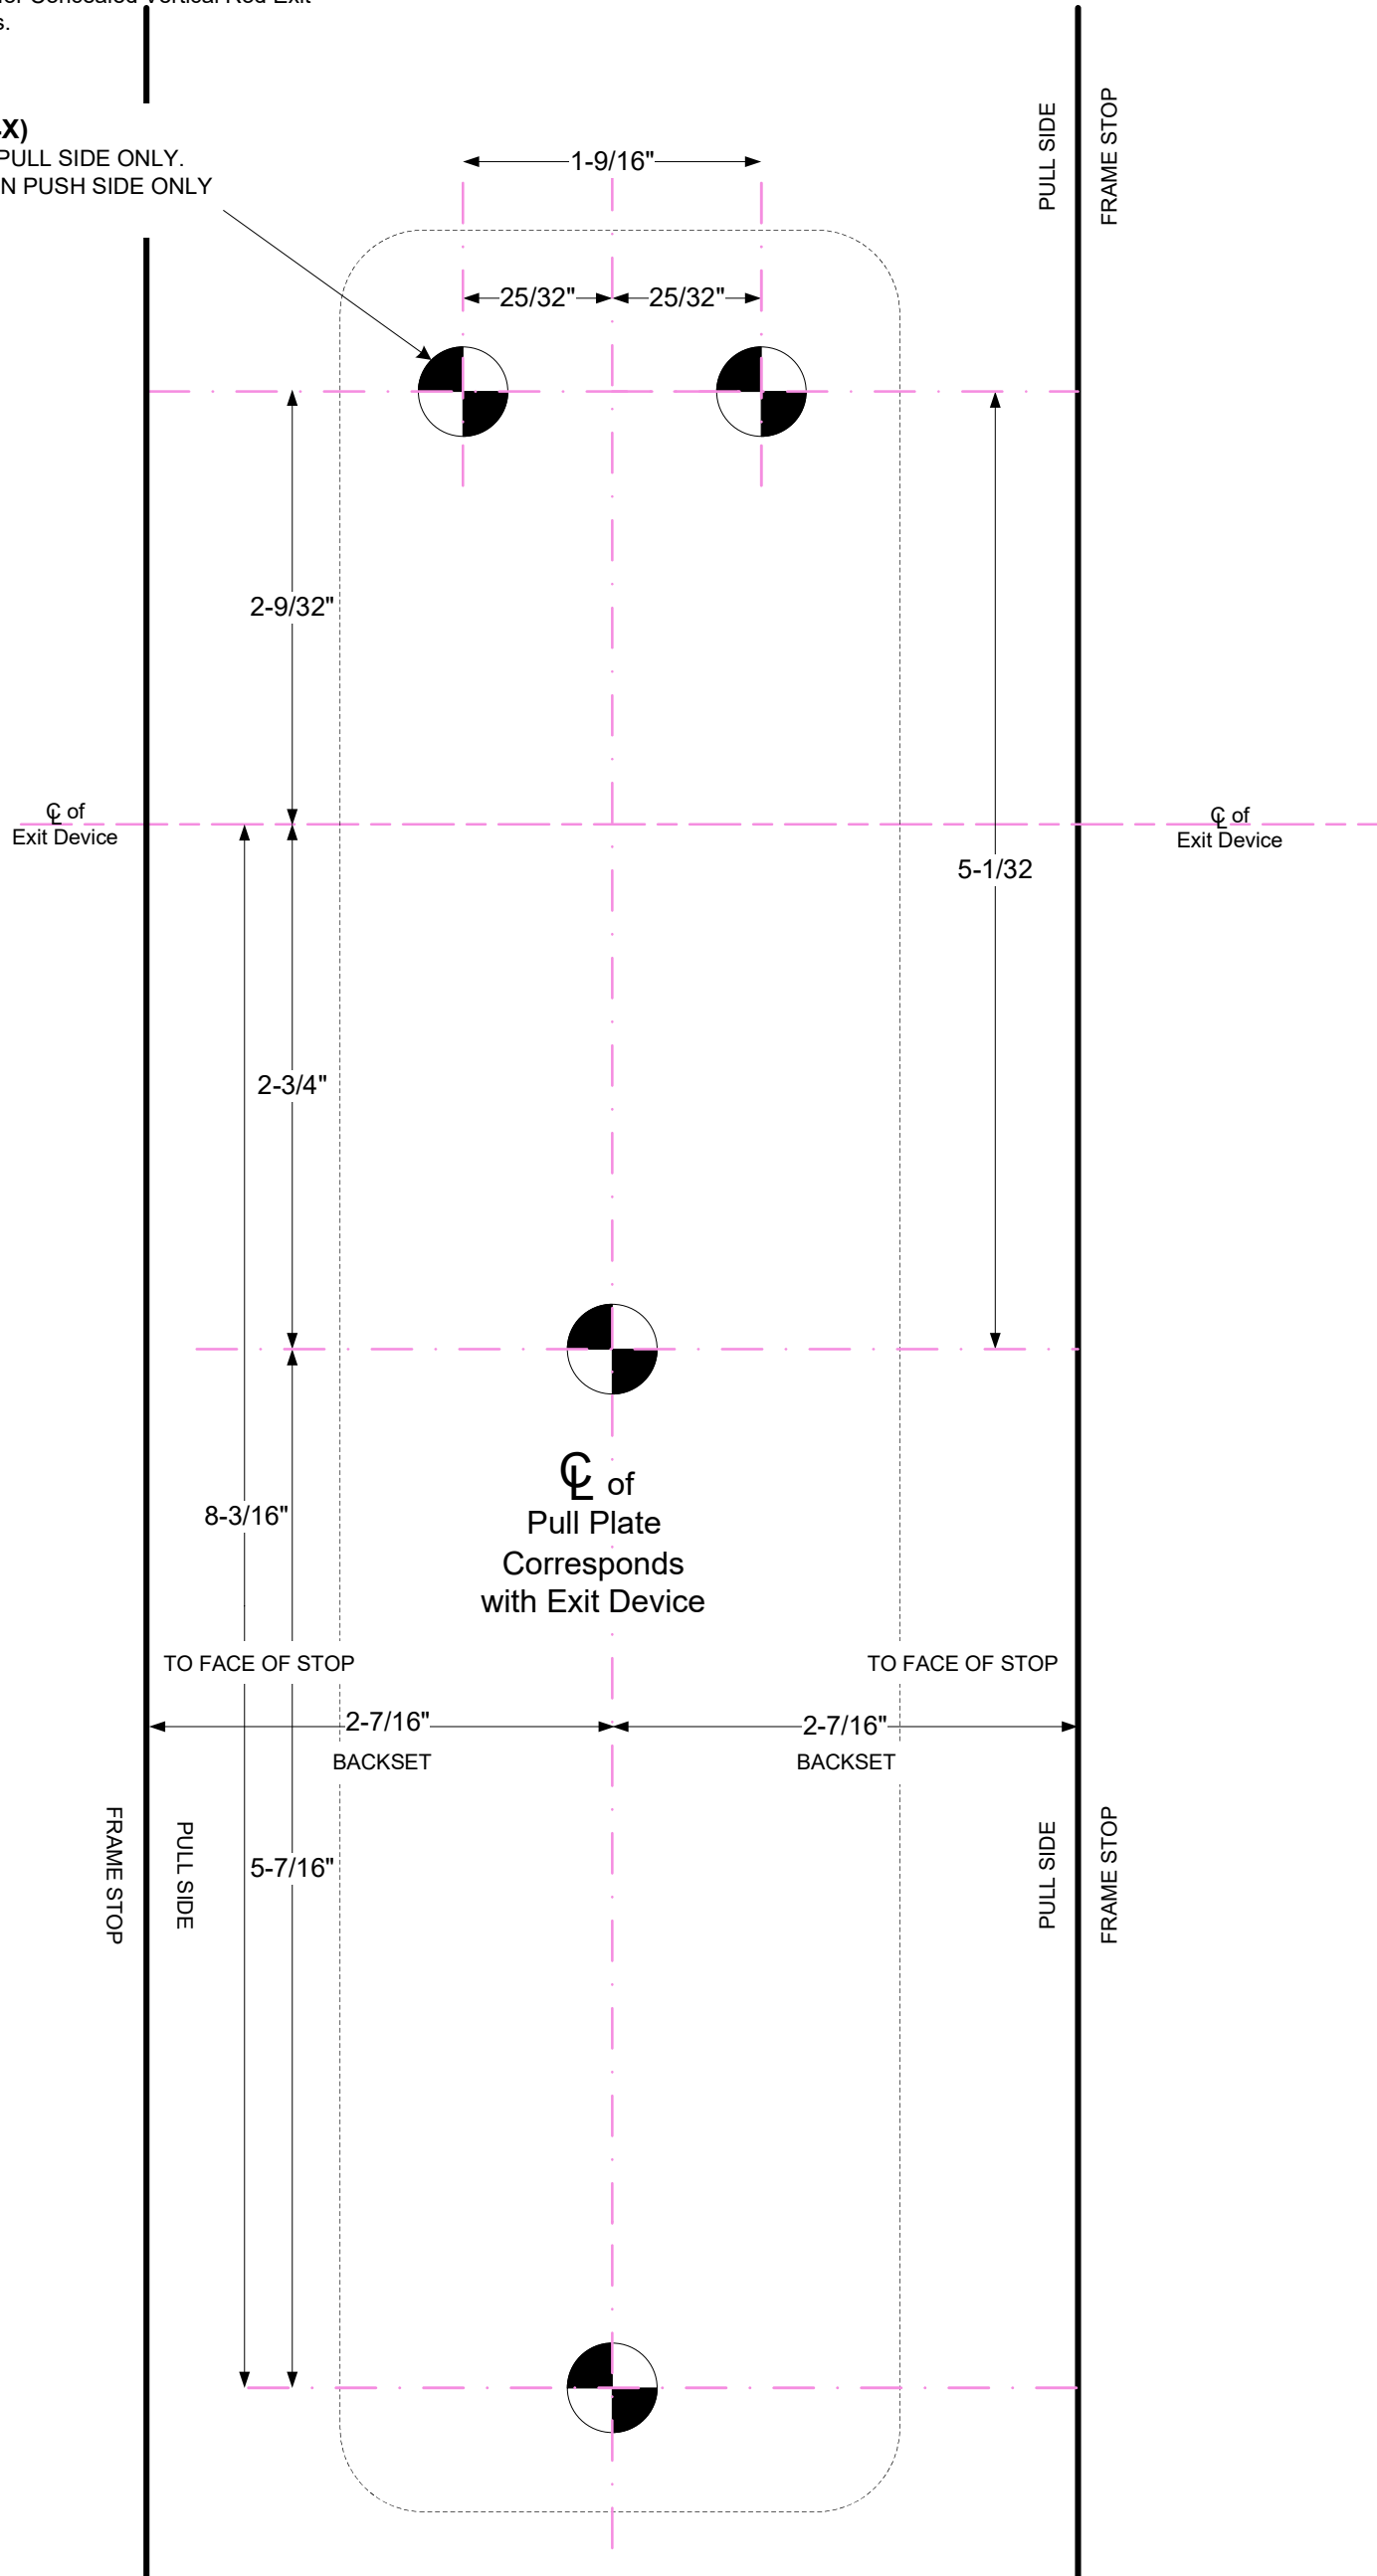 Concealed Vertical Rod Exit
s.
X)
PULL SIDE ONLY.
N PUSH SIDE ONLY
PULL SIDE
FRAME STOP
1-9/16"
25/32"
25/32"
2-9/32"
℄ of
Exit Device
℄ of
Exit Device
5-1/32
2-3/4"
℄ of
Pull Plate
Corresponds
with Exit Device
8-3/16"
TO FACE OF STOP
TO FACE OF STOP
2-7/16"
2-7/16"
BACKSET
BACKSET
FRAME STOP
PULL SIDE
5-7/16"
PULL SIDE
FRAME STOP